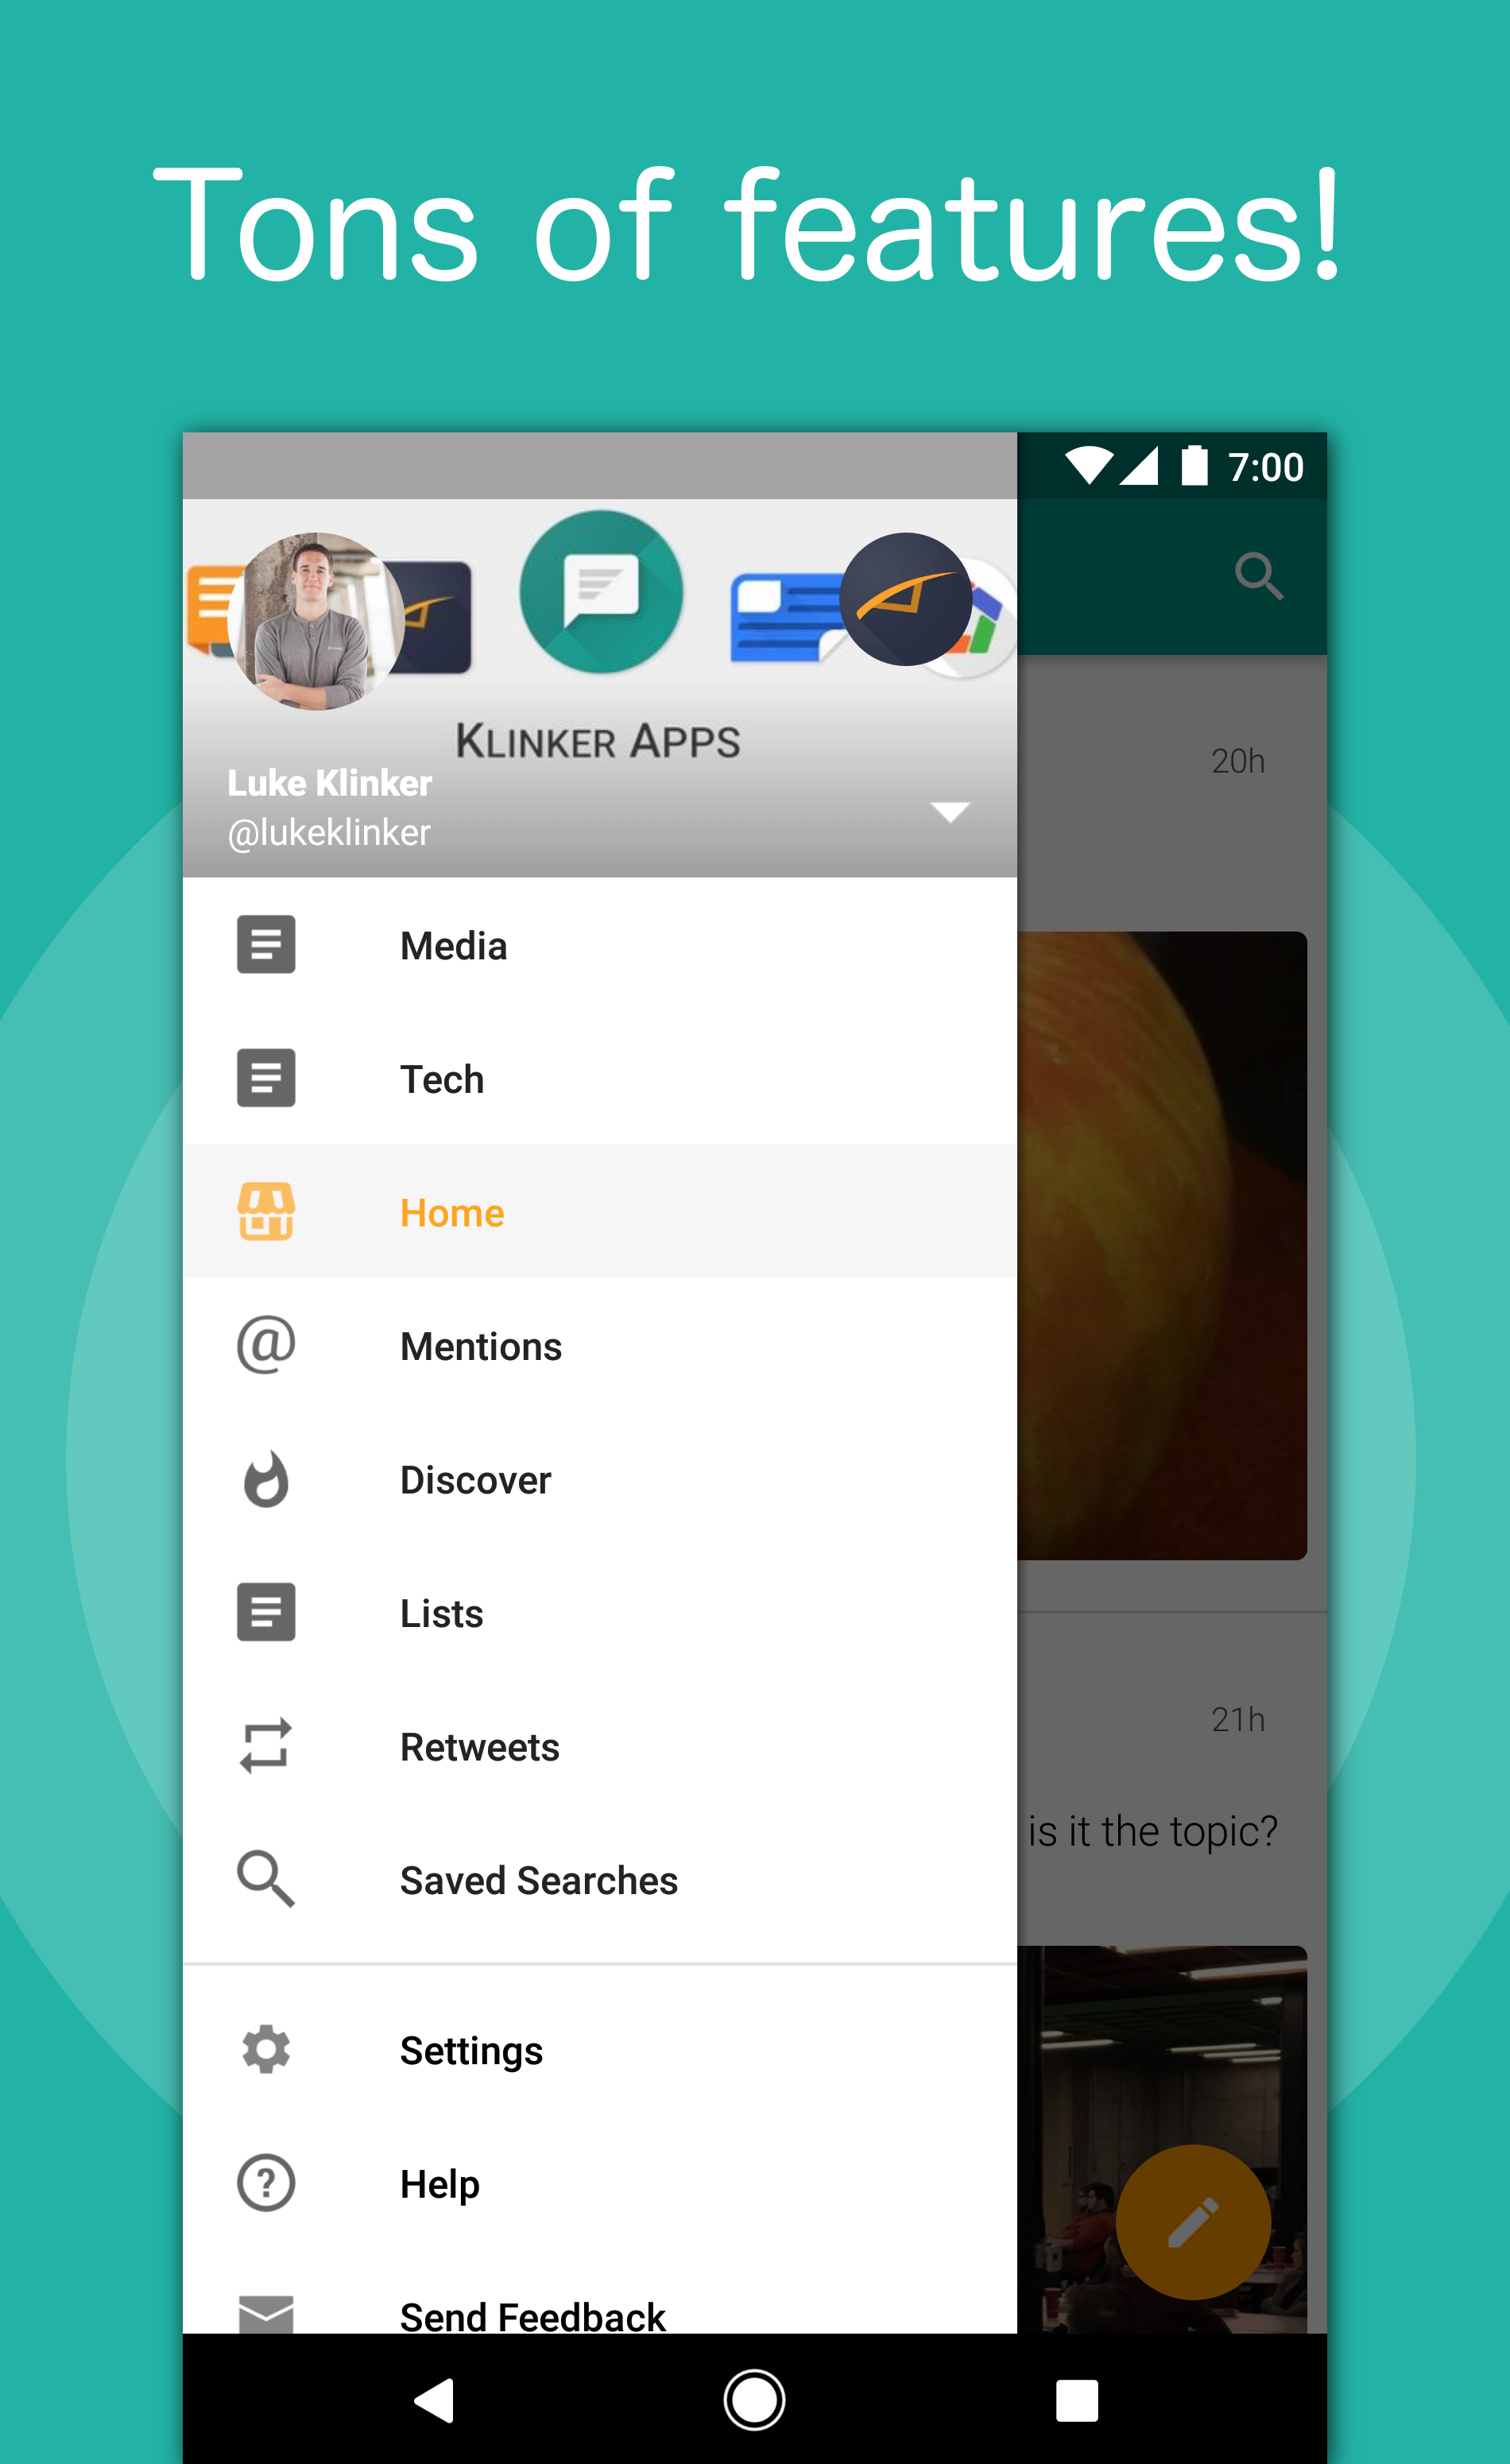 Tons of features!
7:00
KLINKER APPS
Luke Klinker
@lukeklinker
20h
Media
Tech
Home
@ Mentions
Discover
Lists
Retweets
21h
is it the topic?
Saved Searches
Settings
? Help
Send Feedback